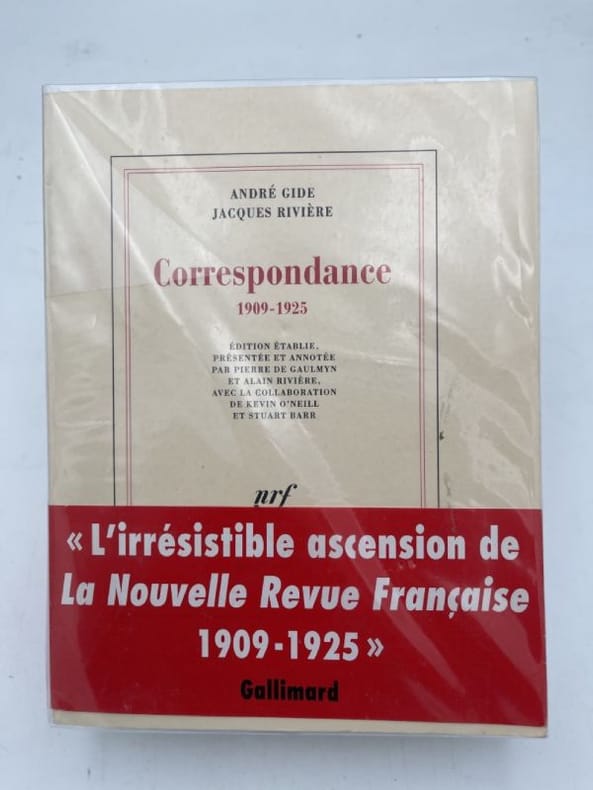 ANDRÉ GIDE
JACQUES RIVIÈRE
Correspondance
1909-1925
ÉDITION ÉTABLIE,
PRÉSENTÉE ET ANNOTÉE
PAR PIERRE DE GAULMYN
ET ALAIN RIVIÈRE,
AVEC LA COLLABORATION
DE KEVIN O'NEILL
ET STUART BARR
nrf
« L'irrésistible ascension de
La Nouvelle Revue Française
1909-1925 »
Gallimard